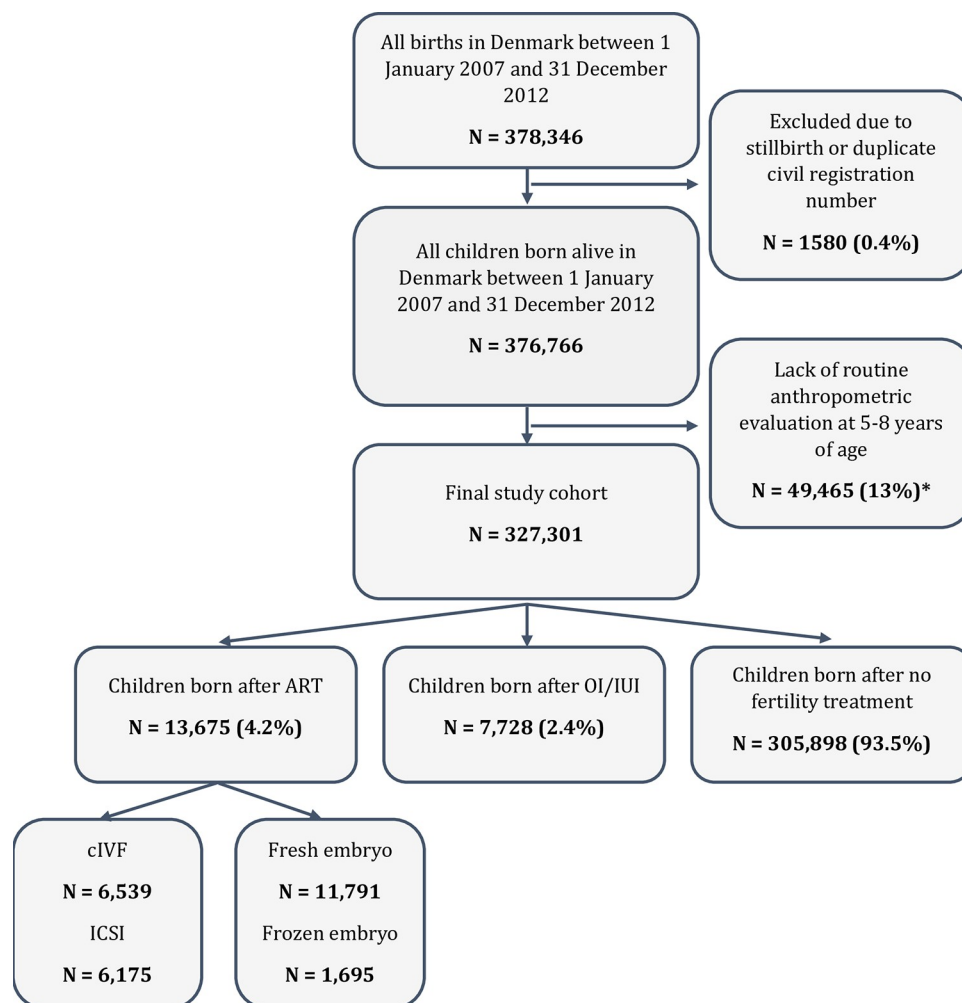 All births in Denmark between 1
January 2007 and 31 December
2012
N = 378,346
Excluded due to
stillbirth or duplicate
civil registration
number
N = 1580 (0.4%)
All children born alive in
Denmark between 1 January
2007 and 31 December 2012
N = 376,766
Lack of routine
anthropometric
evaluation at 5-8 years
of age
N = 49,465 (13%)*
Final study cohort
N = 327,301
Children born after ART
N = 13,675 (4.2%)
Children born after OI/IUI
N = 7,728 (2.4%)
Children born after no
fertility treatment
N = 305,898 (93.5%)
cIVF
N = 6,539
ICSI
N = 6,175
Fresh embryo
N = 11,791
Frozen embryo
N = 1,695